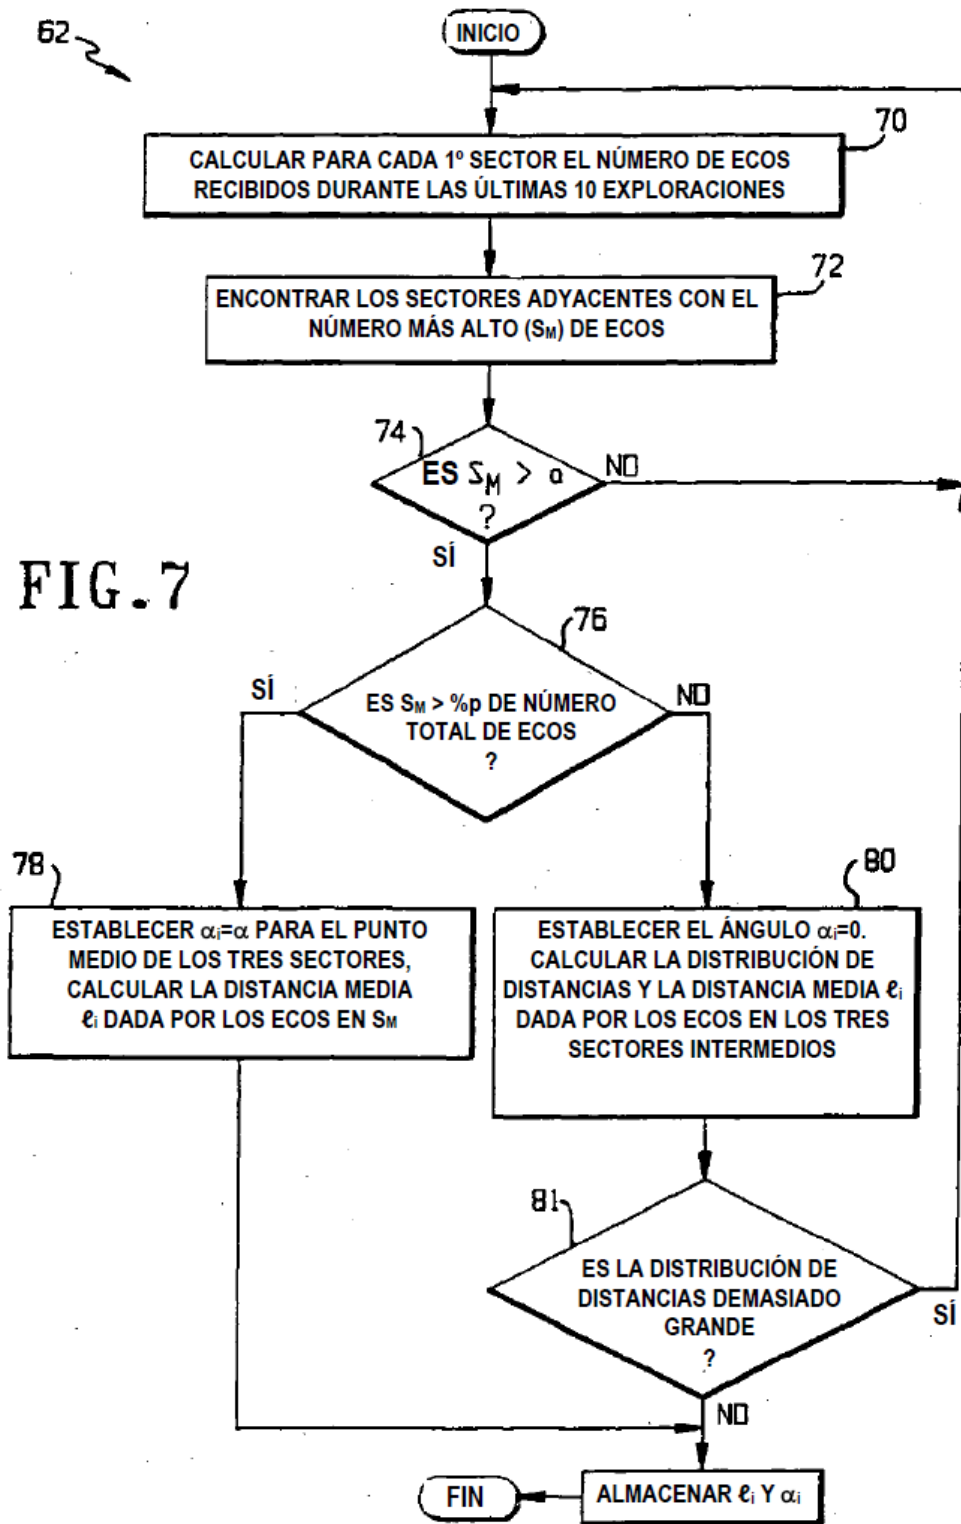 62
INICIO
70
CALCULAR PARA CADA 1º SECTOR EL NÚMERO DE ECOS
RECIBIDOS DURANTE LAS ÚLTIMAS 10 EXPLORACIONES
72
ENCONTRAR LOS SECTORES ADYACENTES CON EL
NÚMERO MÁS ALTO (SM) DE ECOS
74
ES SM > a
?
NO
SÍ
FIG.7
76
SÍ
ES SM > %p DE NÚMERO
TOTAL DE ECOS
?
NO
78
ESTABLECER αi=α PARA EL PUNTO
MEDIO DE LOS TRES SECTORES,
CALCULAR LA DISTANCIA MEDIA
ℓi DADA POR LOS ECOS EN SM
80
ESTABLECER EL ÁNGULO αi=0.
CALCULAR LA DISTRIBUCIÓN DE
DISTANCIAS Y LA DISTANCIA MEDIA ℓi
DADA POR LOS ECOS EN LOS TRES
SECTORES INTERMEDIOS
81
ES LA DISTRIBUCIÓN DE
DISTANCIAS DEMASIADO
GRANDE
?
SÍ
NO
ALMACENAR ℓi Y αi
FIN